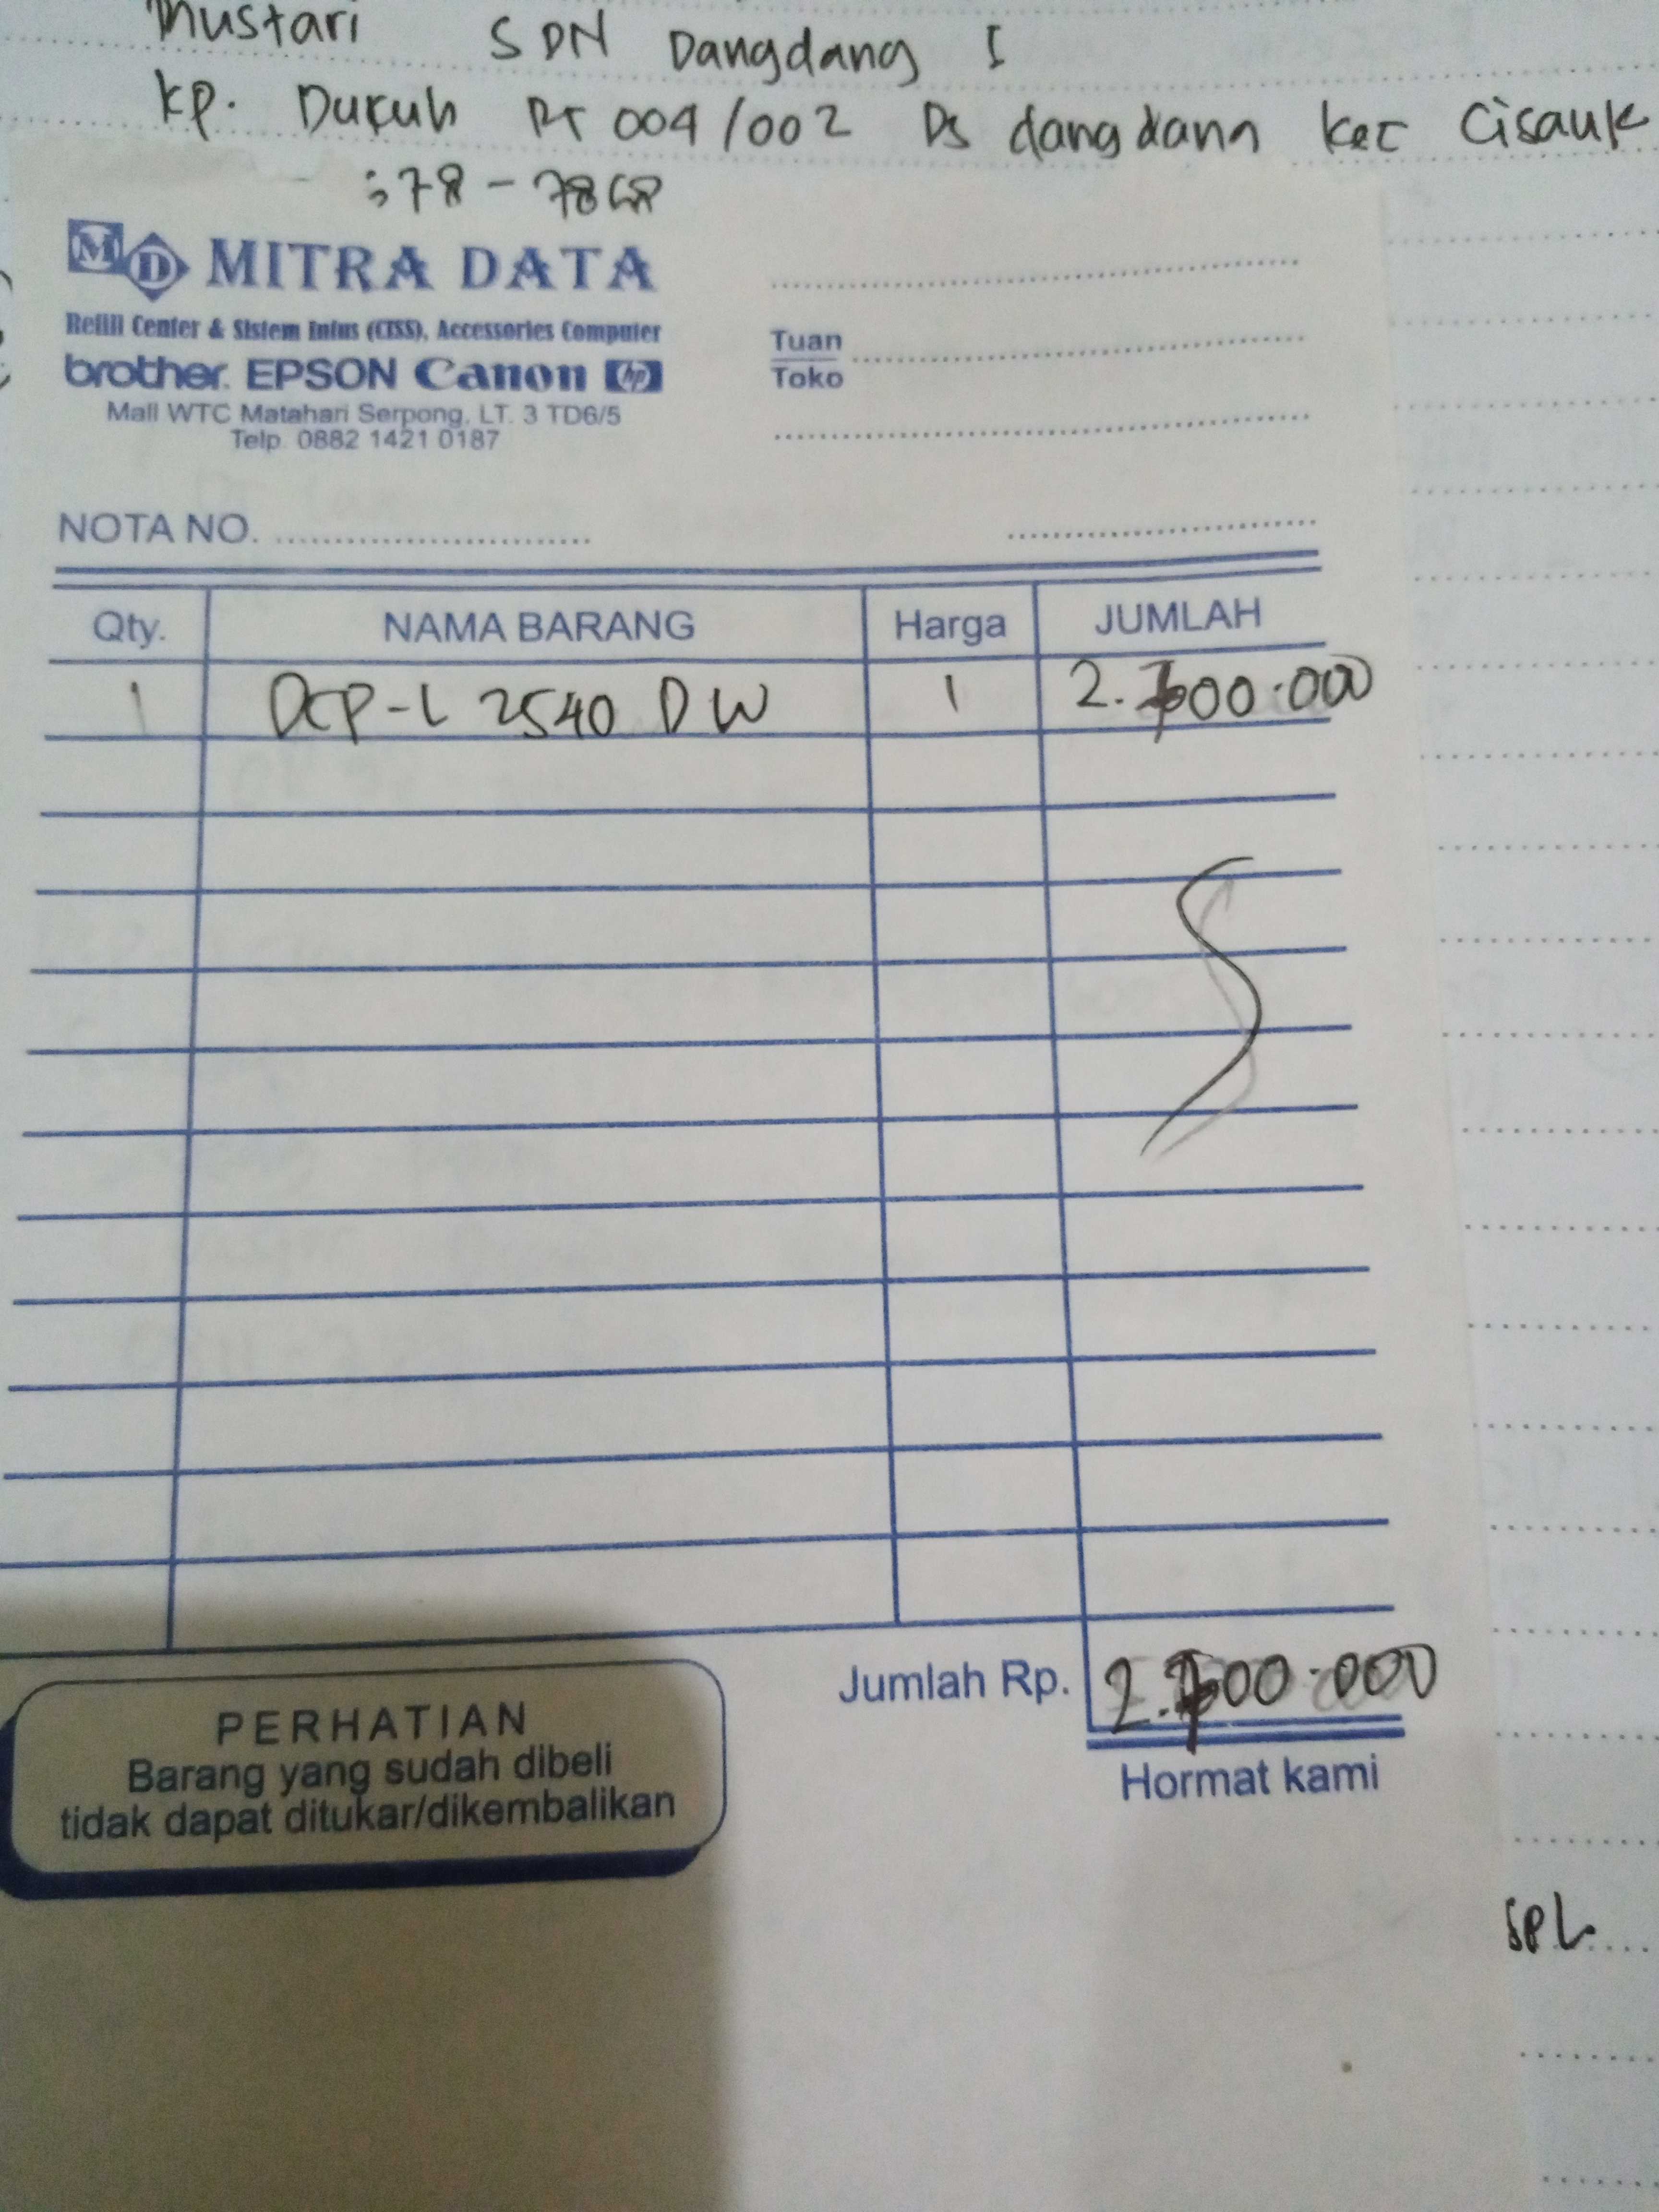 Mustari SDN Dangdang I
Kp. Dukuh RT 004/002 Ds dangdang kec Cisauk
MD MITRA DATA
Refill Center & Sistem Infus (CISS), Accessories Computer
brother EPSON Canon hp
Mall WTC Matahari Serpong, LT. 3 TD6/5
Telp. 0882 1421 0187
Tuan
Toko
NOTA NO.
Qty. NAMA BARANG Harga JUMLAH
1 DCP-L 2540 DW 1
Jumlah Rp.
PERHATIAN
Barang yang sudah dibeli
tidak dapat ditukar/dikembalikan
Hormat kami